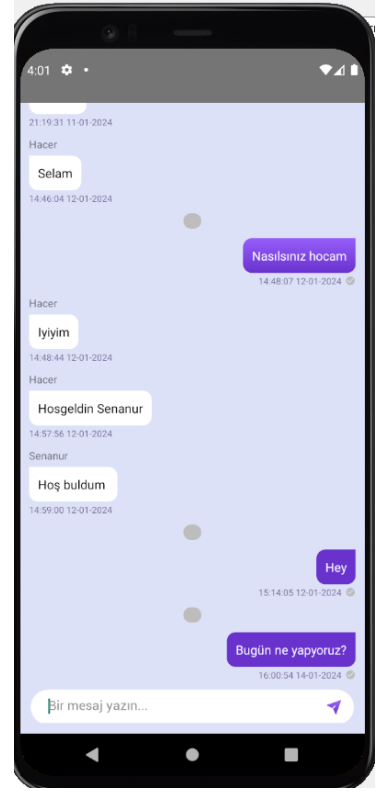 4:01
21:19:31 11-01-2024
Hacer
Selam
14:46:04 12-01-2024
Nasılsınız hocam
14:48:07 12-01-2024
Hacer
Iyiyim
14:48:44 12-01-2024
Hacer
Hosgeldin Senanur
14:57:56 12-01-2024
Senanur
Hoş buldum
14:59:00 12-01-2024
Hey
15:14:05 12-01-2024
Bugün ne yapyoruz?
16:00:54 14-01-2024
Bir mesaj yazın...